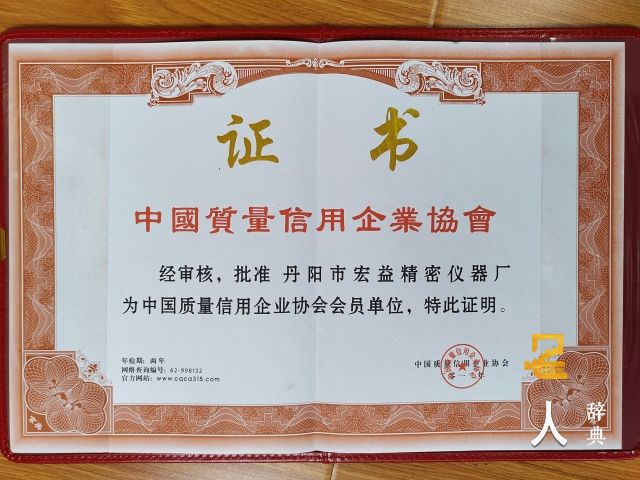 证书
中國質量信用企業協會
经审核，批准 丹阳市宏益精密仪器厂
为中国质量信用企业协会会员单位，特此证明。
年检期：两年
网络查询编号：62-998132
官方网站：www.cqca315.com
中国质量信用企业协会
人 辞典